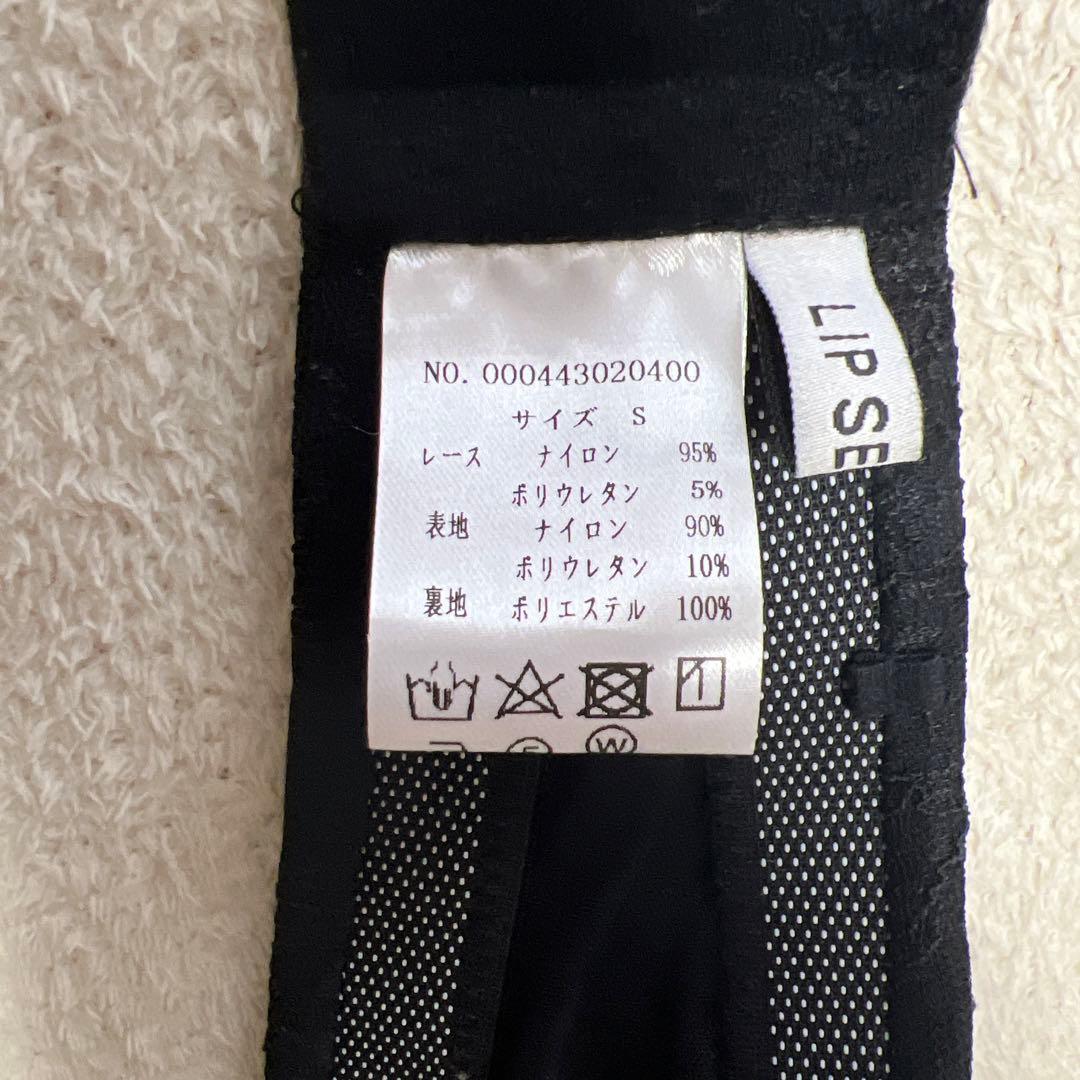 NO. 000443020400
サイズ S
レース ナイロン 95%
ポリウレタン 5%
表地 ナイロン 90%
ポリウレタン 10%
裏地 ポリエステル 100%
W
LIP SE